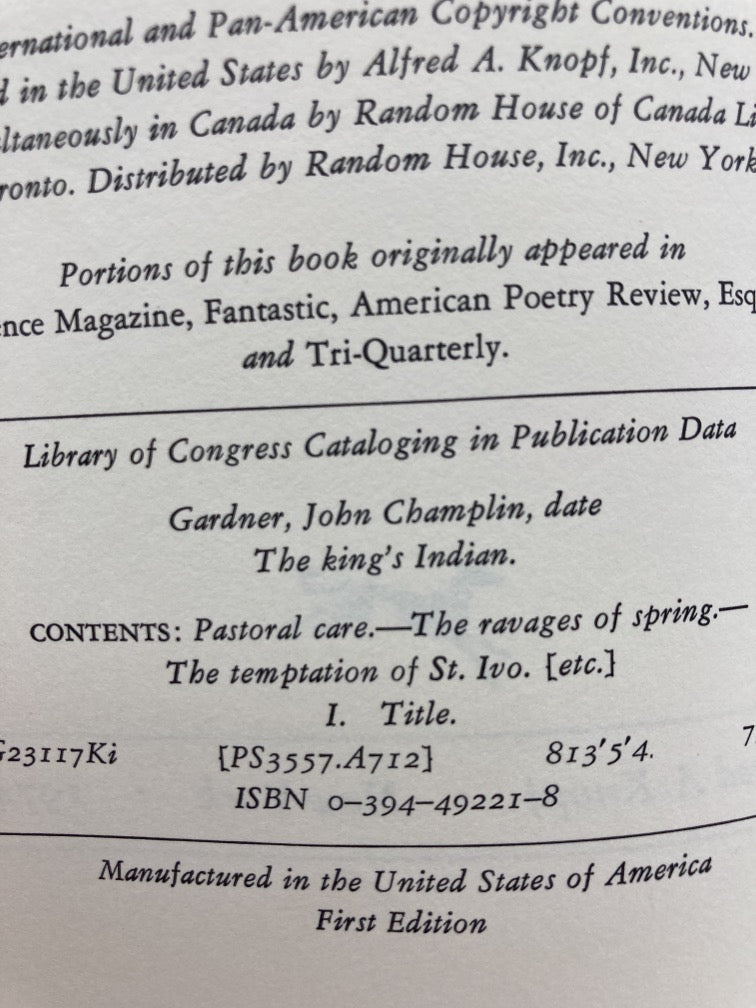 ernational and Pan-American Copyright Conventions.
d in the United States by Alfred A. Knopf, Inc., New
ltaneously in Canada by Random House of Canada Li
ronto. Distributed by Random House, Inc., New York
Portions of this book originally appeared in
ence Magazine, Fantastic, American Poetry Review, Esq
and Tri-Quarterly.
Library of Congress Cataloging in Publication Data
Gardner, John Champlin, date
The king's Indian.
CONTENTS: Pastoral care.—The ravages of spring.—
The temptation of St. Ivo. [etc.]
I. Title.
G23117Ki [PS3557.A712] 813'5'4. 7
ISBN 0-394-49221-8
Manufactured in the United States of America
First Edition